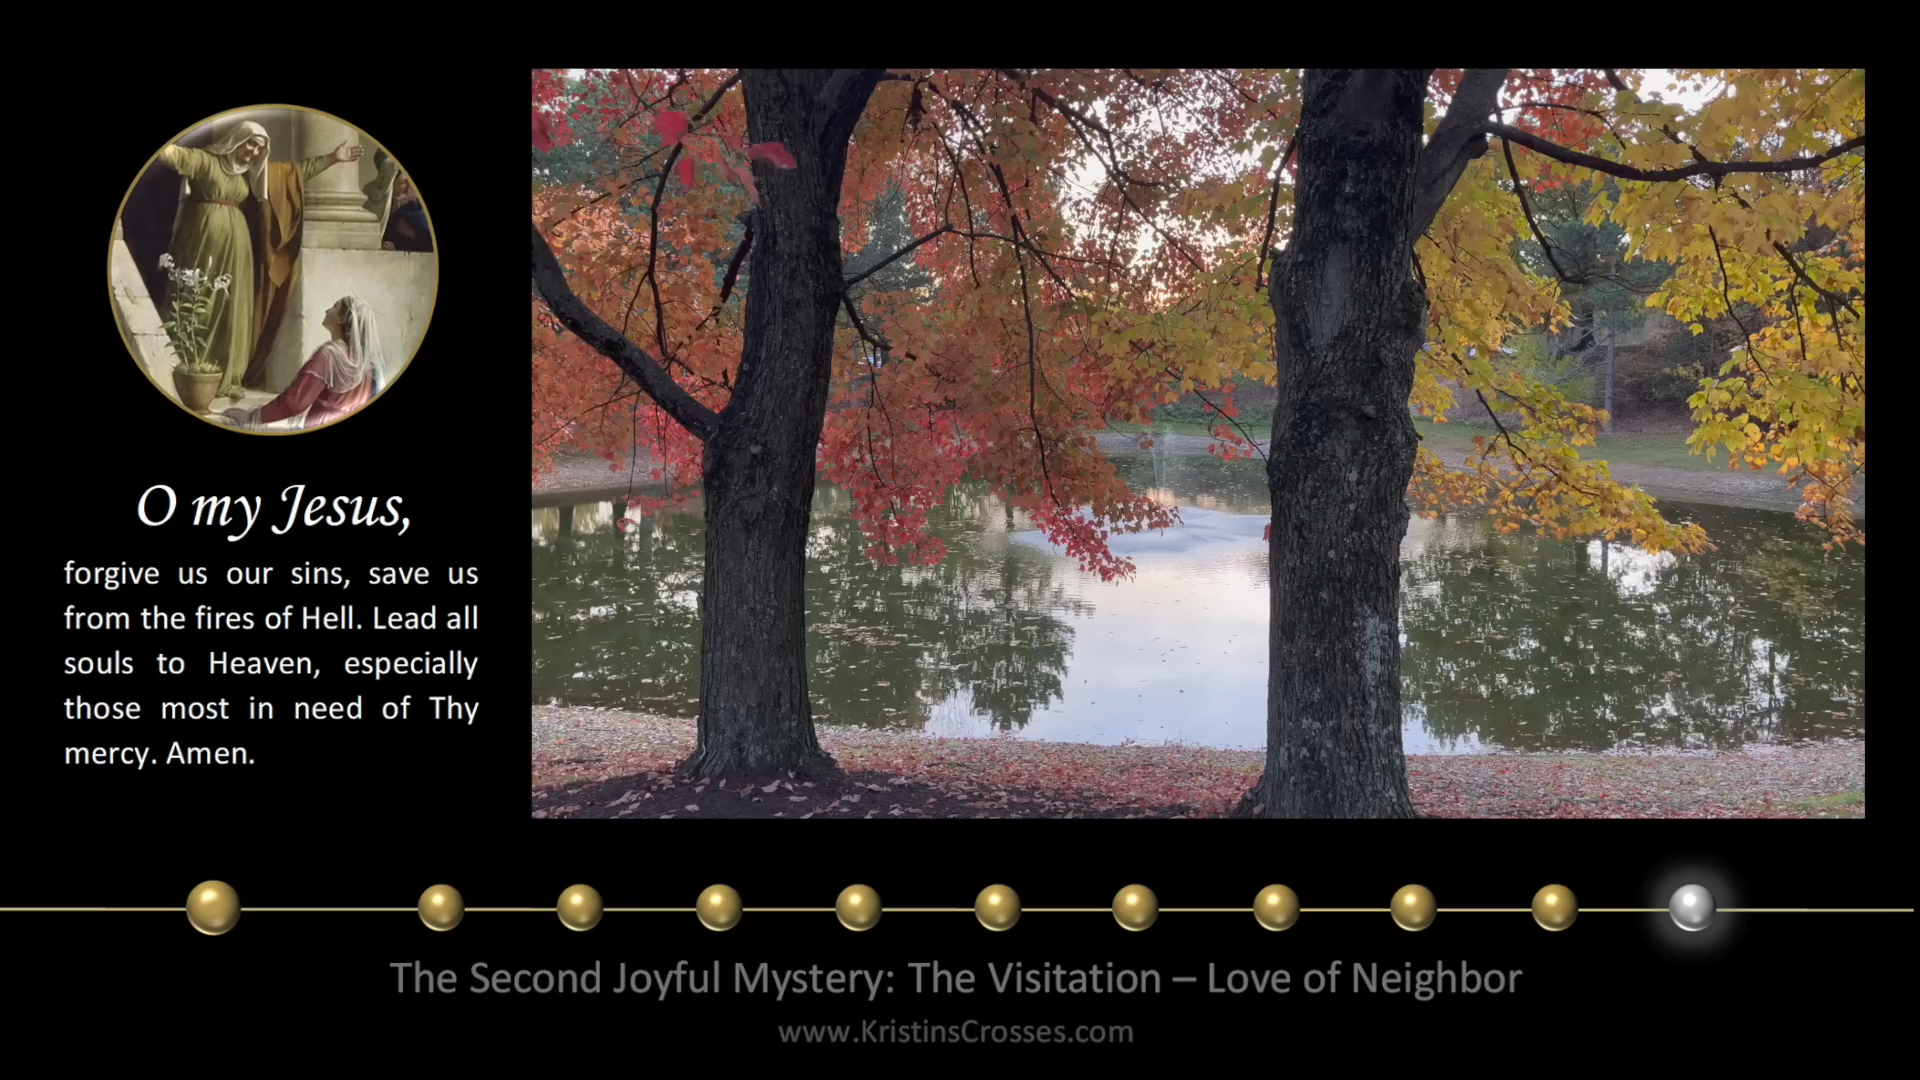 O my Jesus,
forgive us our sins, save us
from the fires of Hell. Lead all
souls to Heaven, especially
those most in need of Thy
mercy. Amen.
The Second Joyful Mystery: The Visitation – Love of Neighbor
www.KristinsCrosses.com